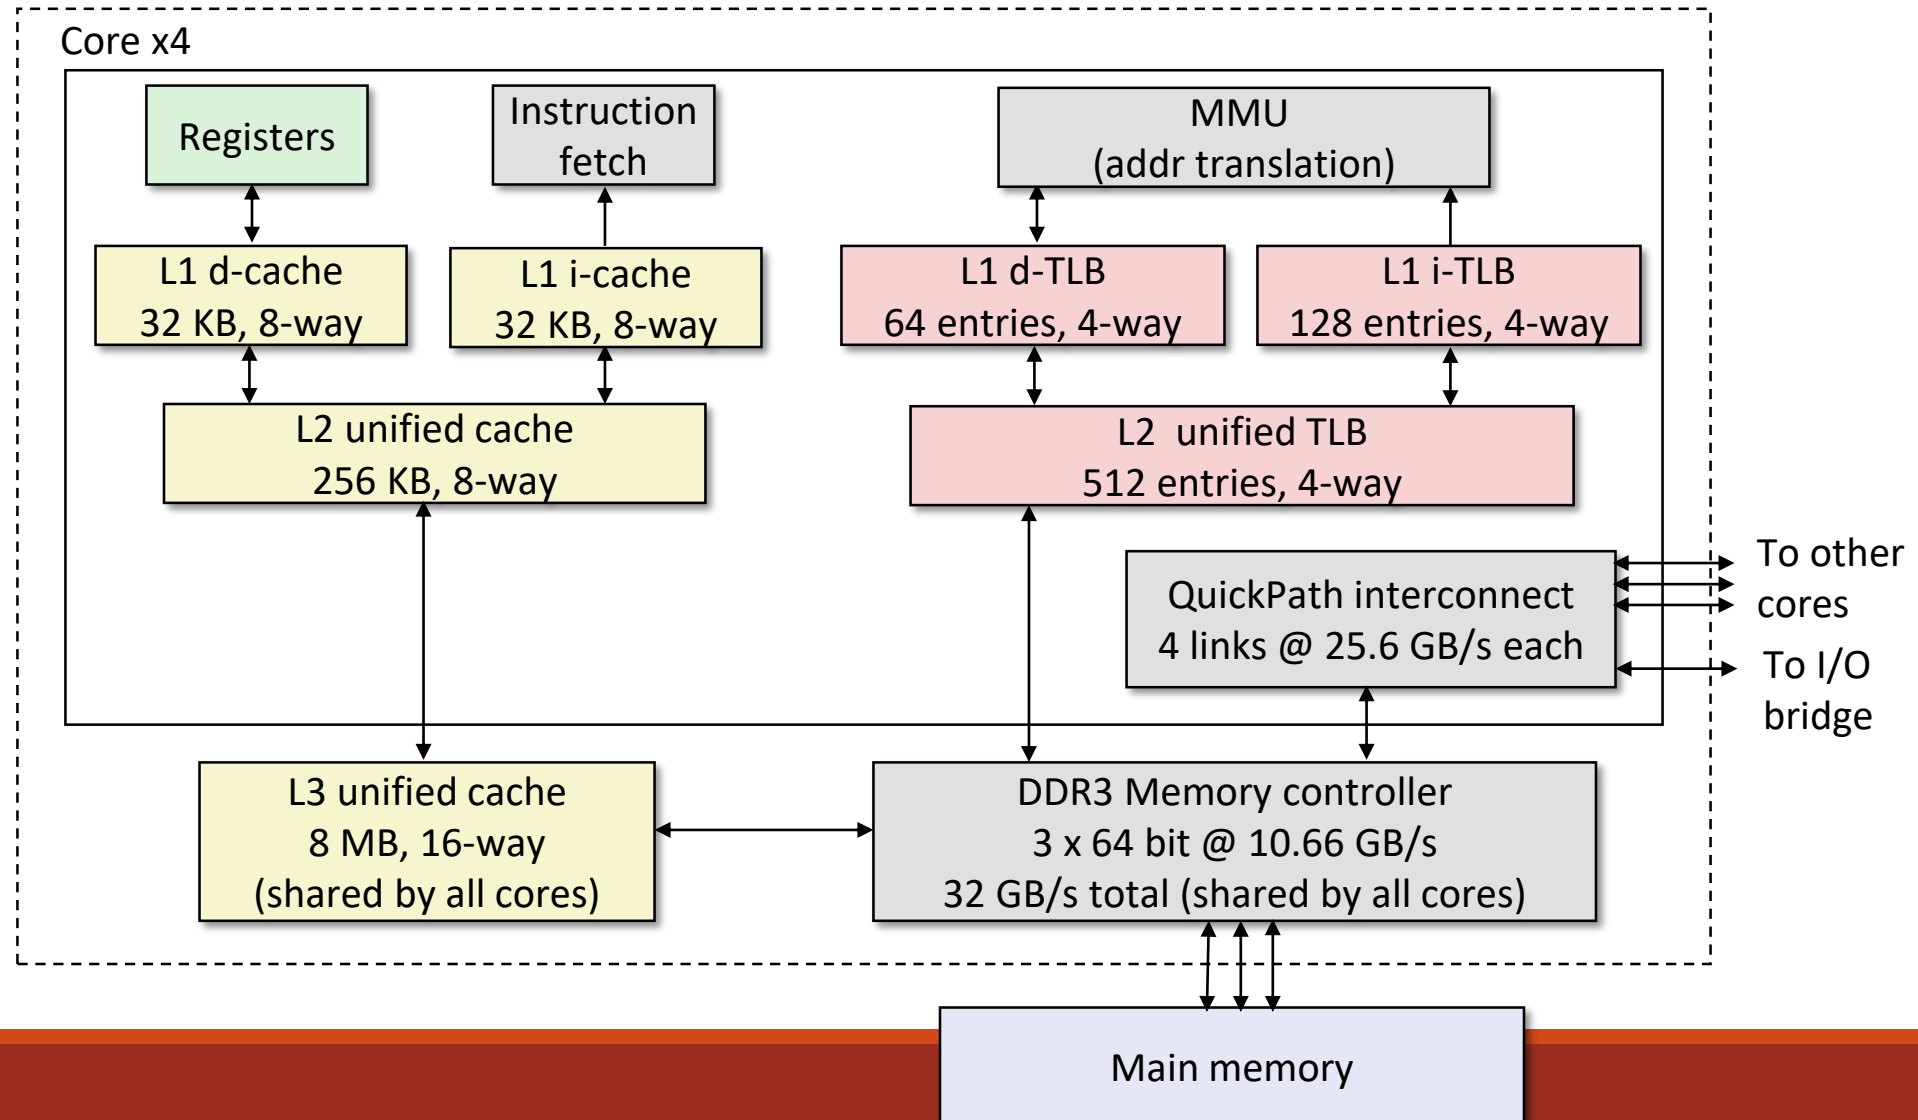 Core x4
Registers
Instruction
fetch
MMU
(addr translation)
L1 d-cache
32 KB, 8-way
L1 i-cache
32 KB, 8-way
L1 d-TLB
64 entries, 4-way
L1 i-TLB
128 entries, 4-way
L2 unified cache
256 KB, 8-way
L2  unified TLB
512 entries, 4-way
QuickPath interconnect
4 links @ 25.6 GB/s each
To other
cores
To I/O
bridge
L3 unified cache
8 MB, 16-way
(shared by all cores)
DDR3 Memory controller
3 x 64 bit @ 10.66 GB/s
32 GB/s total (shared by all cores)
Main memory